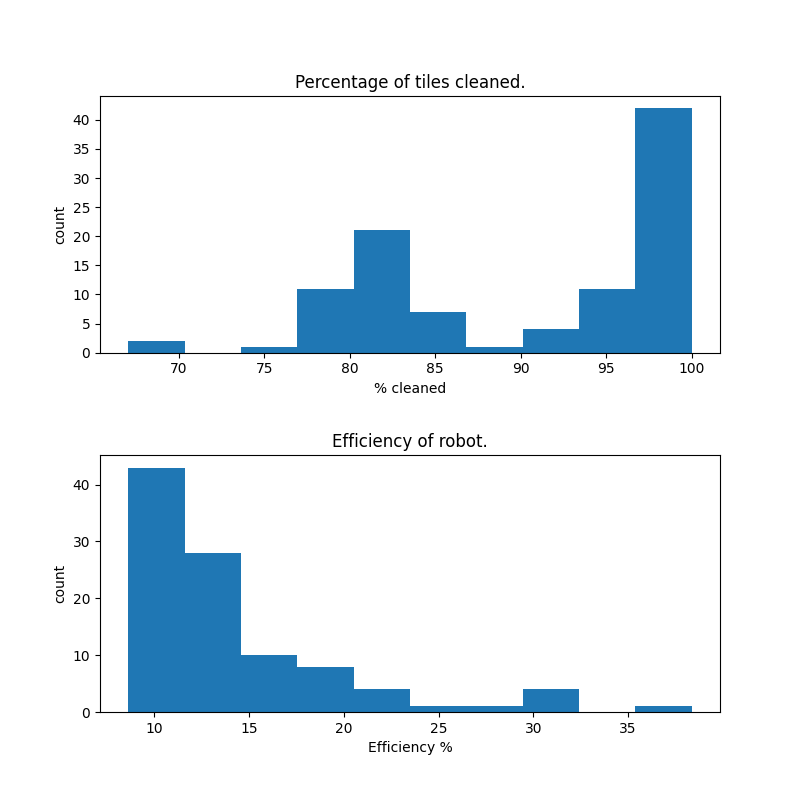 Percentage of tiles cleaned.
40
35
30
25
20
15
10
5
0
count
70 75 80 85 90 95 100
% cleaned
Efficiency of robot.
40
30
20
10
0
count
10 15 20 25 30 35
Efficiency %